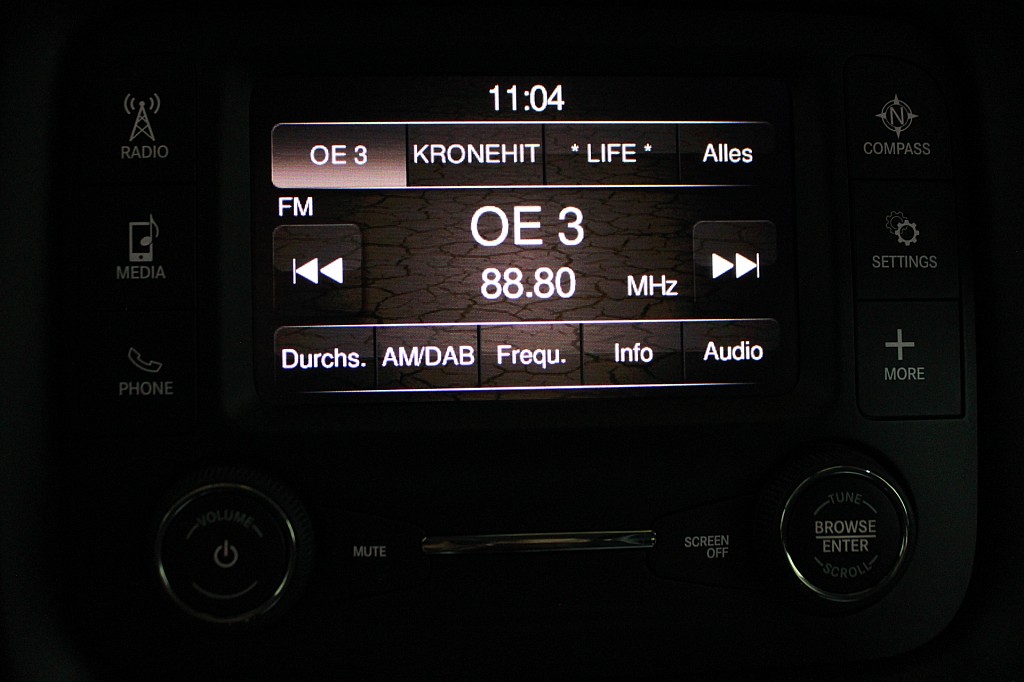 11:04
OE 3 KRONEHIT * LIFE * Alles
FM
OE 3
88.80 MHz
Durchs. AM/DAB Frequ. Info Audio
RADIO
MEDIA
PHONE
N
COMPASS
SETTINGS
MORE
VOLUME
MUTE
SCREEN
OFF
TUNE
BROWSE
ENTER
SCROLL